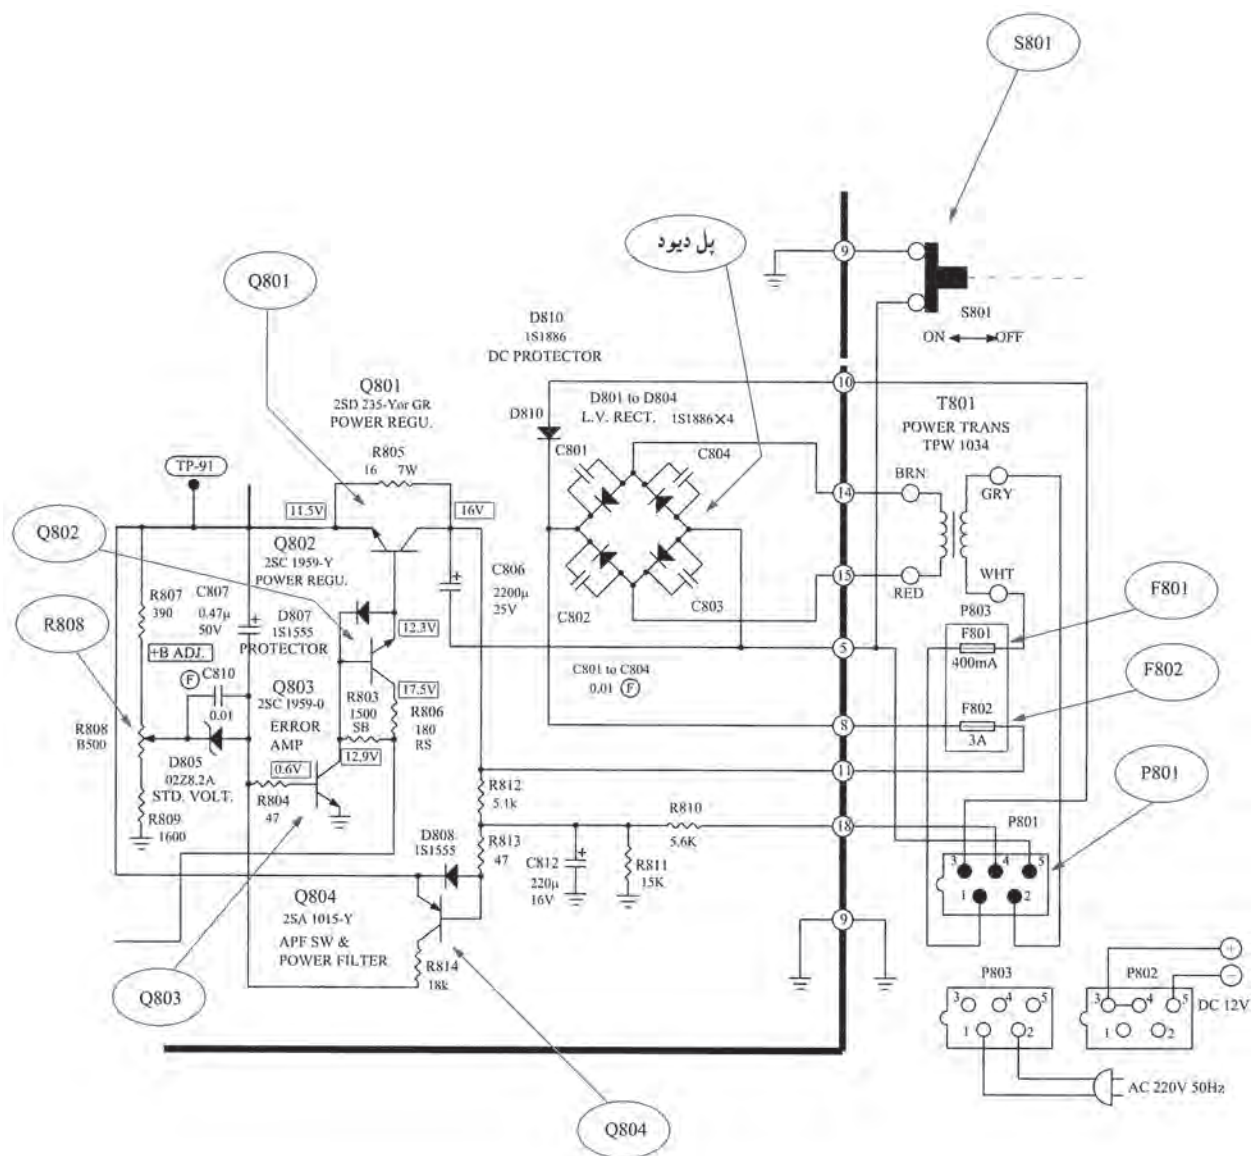 S801
پل دیود
9
Q801
D810
1S1886
DC PROTECTOR
S801
ON
OFF
10
Q801
2SD 235-Yor GR
POWER REGU.
D810
D801 to D804
L.V. RECT.
1S1886×4
T801
POWER TRANS
TPW 1034
R805
16
7W
C801
C804
TP-91
BRN
GRY
14
11.5V
16V
Q802
Q802
2SC 1959-Y
POWER REGU.
C806
2200μ
25V
15
RED
WHT
C802
C803
P803
F801
F801
400mA
R807
390
C807
0.47μ
50V
D807
1S1555
PROTECTOR
12.3V
R808
+B ADJ.
5
F
C810
0.01
Q803
2SC 1959-0
ERROR
AMP
R803
1500
SB
17.5V
R806
180
RS
C801 to C804
0.01 F
F802
F802
3A
8
R808
B500
12.9V
D805
02Z8.2A
STD. VOLT.
0.6V
11
R804
47
R812
5.1k
P801
R809
1600
R810
5.6K
18
P801
D808
1S1555
R813
47
C812
220μ
16V
R811
15K
3
4
5
1
2
Q804
2SA 1015-Y
APF SW &
POWER FILTER
9
R814
18k
Q803
P803
P802
3
4
5
1
2
3
4
5
1
2
+
−
DC 12V
AC 220V 50Hz
Q804